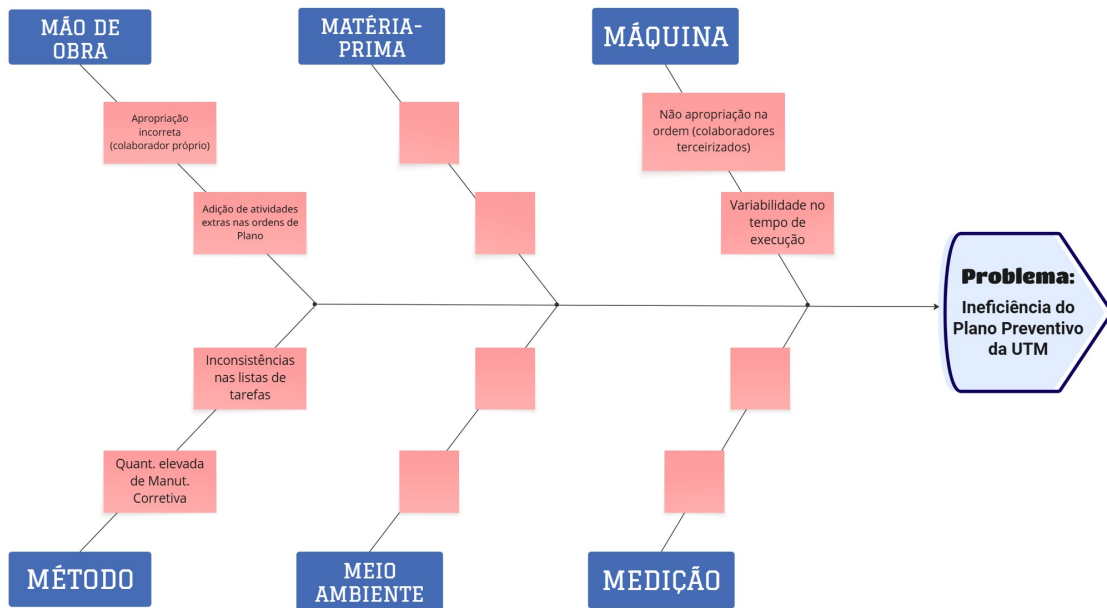 MÃO DE
OBRA
MATÉRIA-
PRIMA
MÁQUINA
Apropriação
incorreta
(colaborador próprio)
Não apropriação na
ordem (colaboradores
terceirizados)
Adição de atividades
extras nas ordens de
Plano
Variabilidade no
tempo de
execução
Problema:
Ineficiência do
Plano Preventivo
da UTM
Inconsistências
nas listas de
tarefas
Quant. elevada
de Manut.
Corretiva
MÉTODO
MEIO
AMBIENTE
MEDIÇÃO